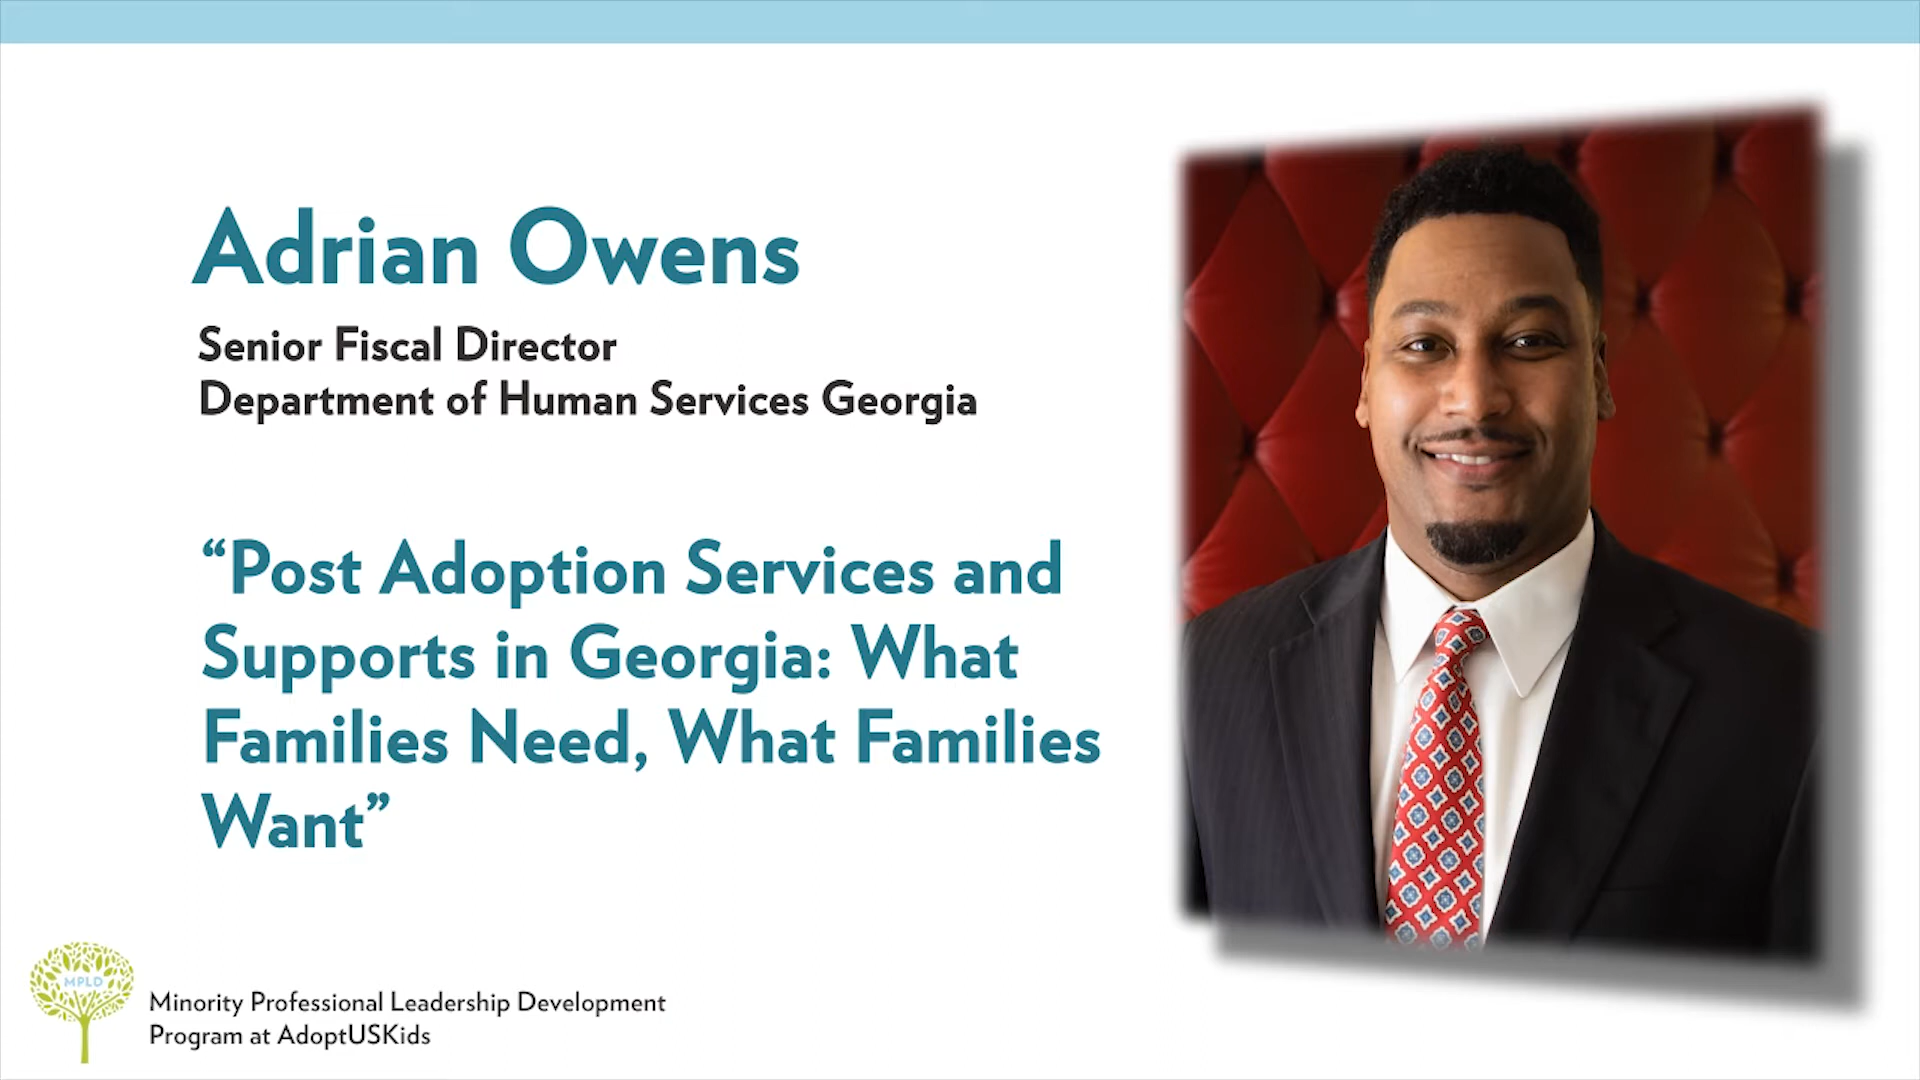 Adrian Owens
Senior Fiscal Director
Department of Human Services Georgia
“Post Adoption Services and
Supports in Georgia: What
Families Need, What Families
Want”
MPLD
Minority Professional Leadership Development
Program at AdoptUSKids